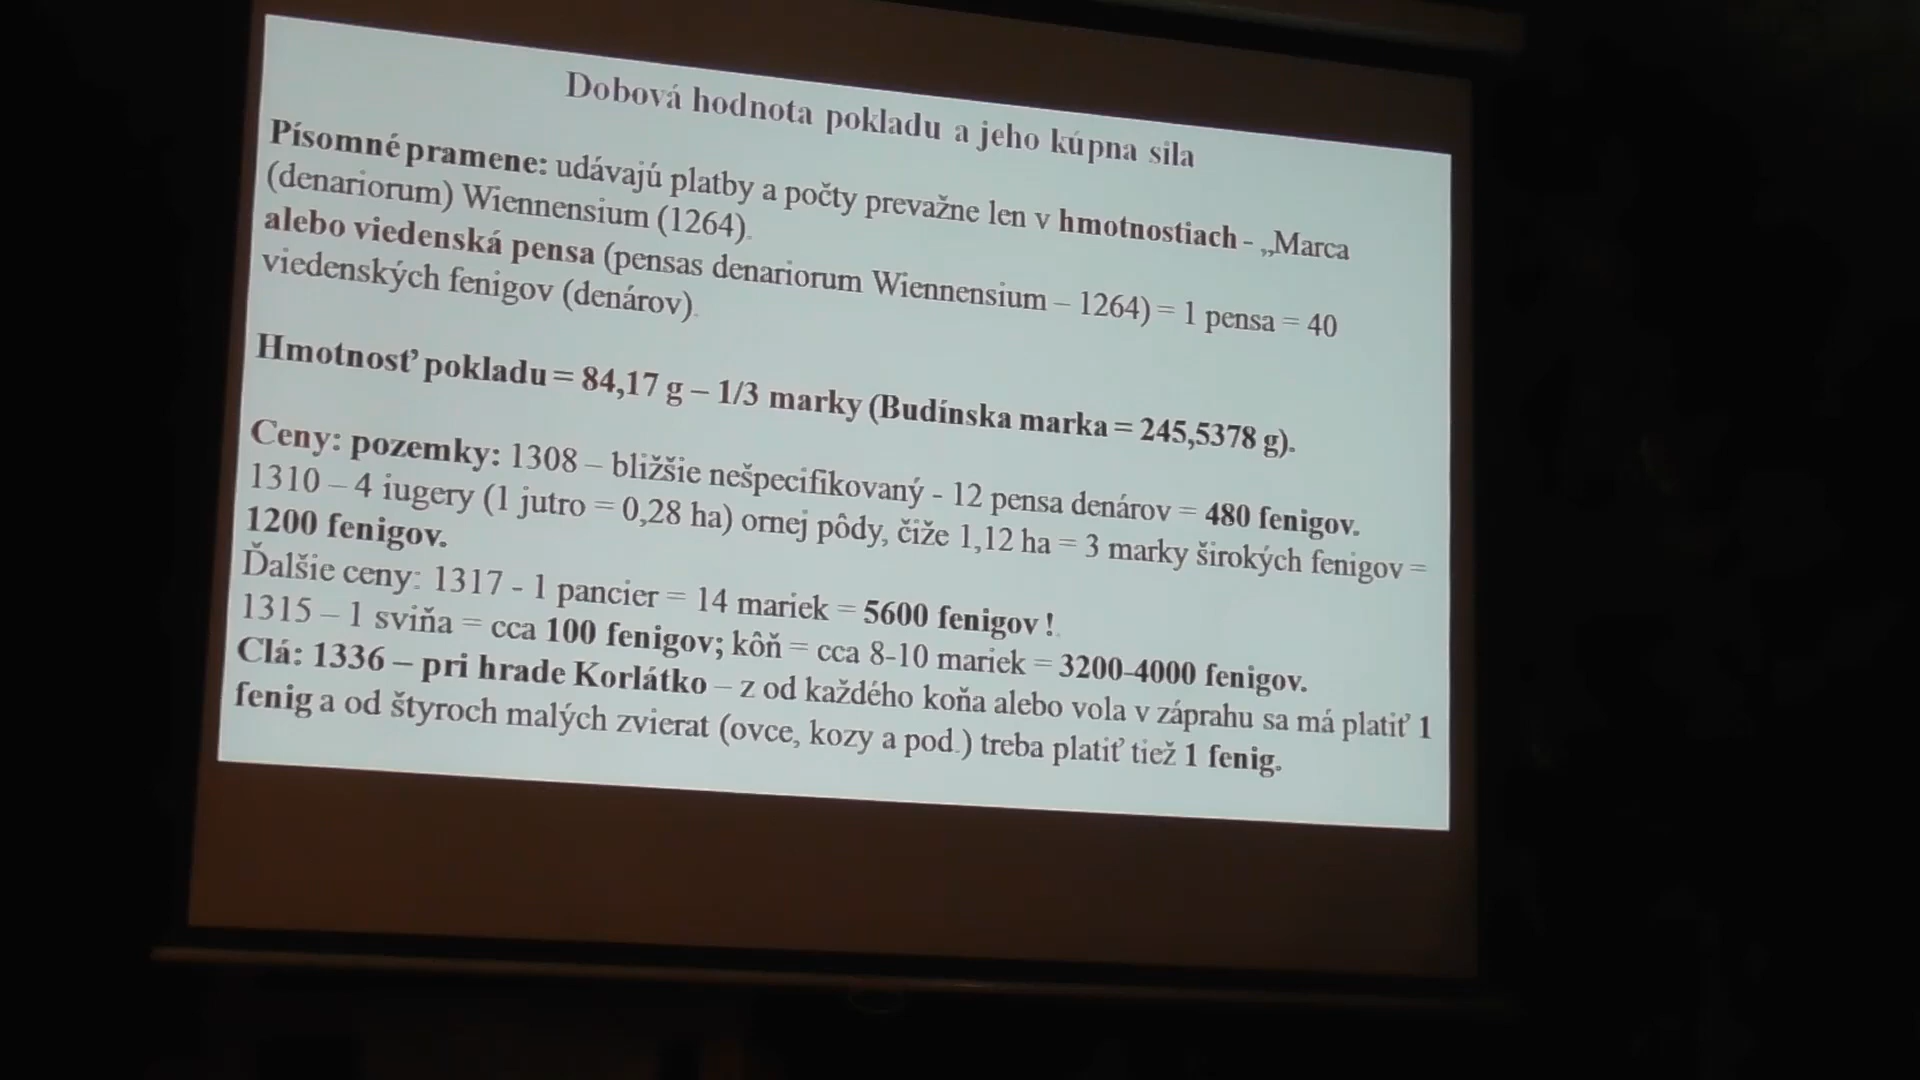 Dobová hodnota pokladu a jeho kúpna sila
Písomné pramene: udávajú platby a počty prevažne len v hmotnostiach - „Marca
(denariorum) Wiennensium (1264).
alebo viedenská pensa (pensas denariorum Wiennensium – 1264) = 1 pensa = 40
viedenských fenigov (denárov).
Hmotnosť pokladu = 84,17 g – 1/3 marky (Budínska marka = 245,5378 g).
Ceny: pozemky: 1308 – bližšie nešpecifikovaný - 12 pensa denárov = 480 fenigov.
1310 – 4 iugery (1 jutro = 0,28 ha) ornej pôdy, čiže 1,12 ha = 3 marky širokých fenigov =
1200 fenigov.
Ďalšie ceny: 1317 - 1 pancier = 14 mariek = 5600 fenigov !
1315 – 1 sviňa = cca 100 fenigov; kôň = cca 8-10 mariek = 3200-4000 fenigov.
Clá: 1336 – pri hrade Korlátko – z od každého koňa alebo vola v záprahu sa má platiť 1
fenig a od štyroch malých zvierat (ovce, kozy a pod.) treba platiť tiež 1 fenig.